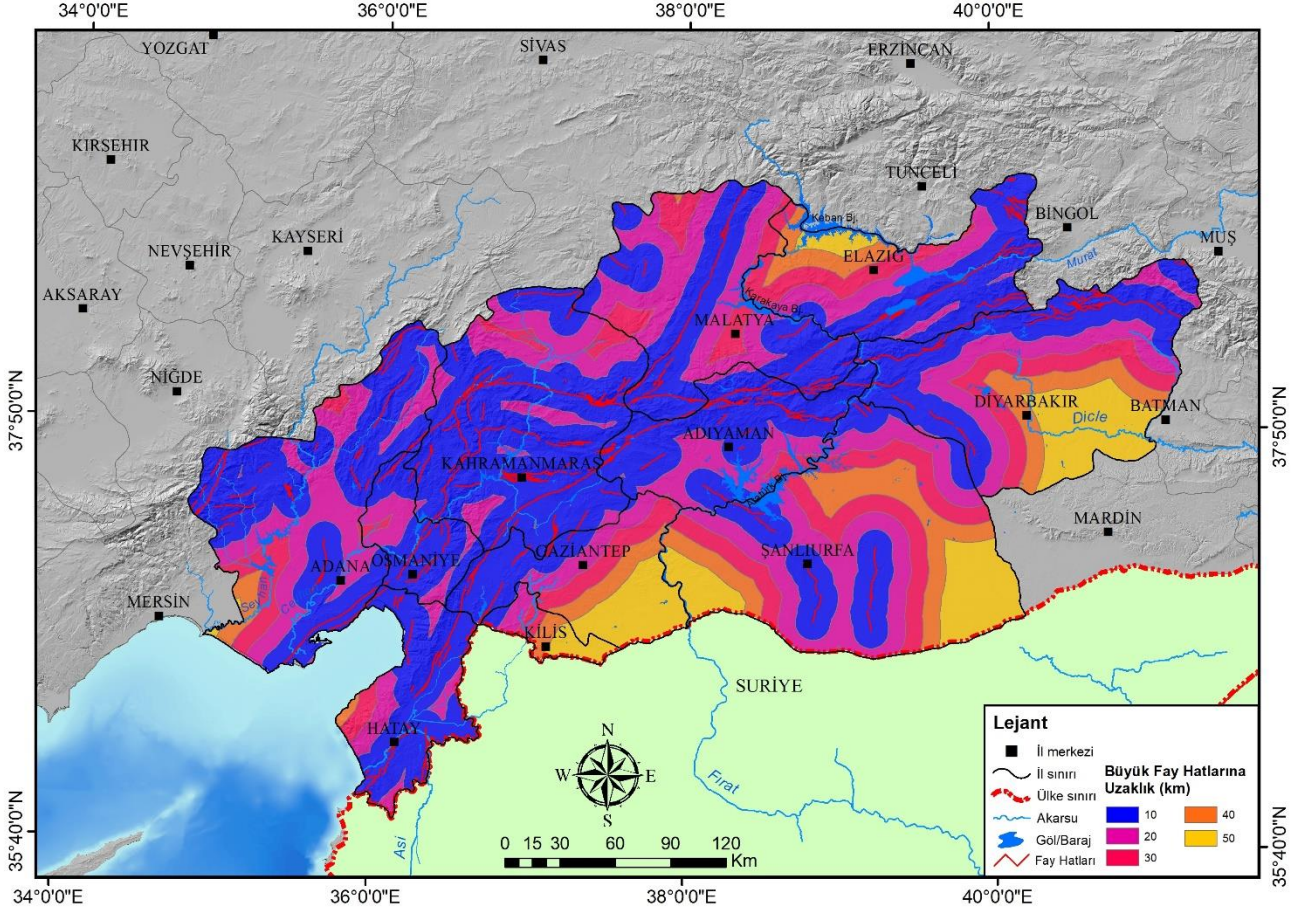 34°0'0"E 36°0'0"E 38°0'0"E 40°0'0"E
YOZGAT
SİVAS
ERZİNCAN
KIRŞEHIR
TUNCELİ
BİNGOL
Keban Bj.
NEVŞEHİR
KAYSERİ
MUŞ
ELAZIĞ
Murat
AKSARAY
Karakaya Bj.
MALATYA
NİĞDE
DİYARBAKIR
BATMAN
Dicle
37°50'0"N
37°50'0"N
ADIYAMAN
KAHRAMANMARAŞ
MARDİN
GAZİANTEP
ŞANLIURFA
OSMANİYE
ADANA
MERSİN
KİLİS
SURİYE
HATAY
Fırat
Asi
N
W E
S
0 15 30 60 90 120
Km
Lejant
İl merkezi
İl sınırı
Ülke sınırı
Akarsu
Göl/Baraj
Fay Hatları
Büyük Fay Hatlarına
Uzaklık (km)
10 40
20 50
30
35°40'0"N
35°40'0"N
34°0'0"E 36°0'0"E 38°0'0"E 40°0'0"E